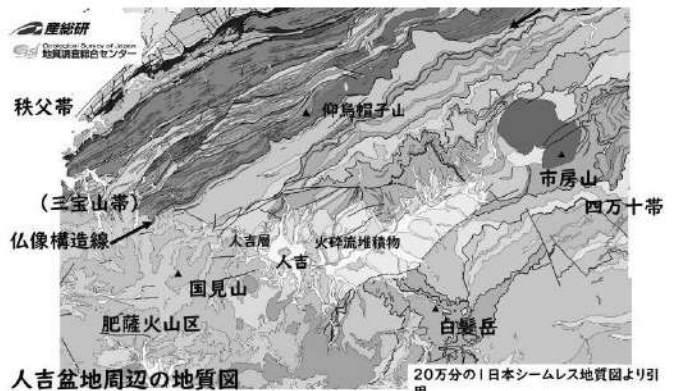 産総研
Geological Survey of Japan
地質調査総合センター
秩父帯
仰烏帽子山
市房山
(三宝山帯)
四万十帯
仏像構造線
人吉層
火砕流堆積物
人吉
国見山
白髪岳
肥薩火山区
人吉盆地周辺の地質図
20万分の1日本シームレス地質図より引
用